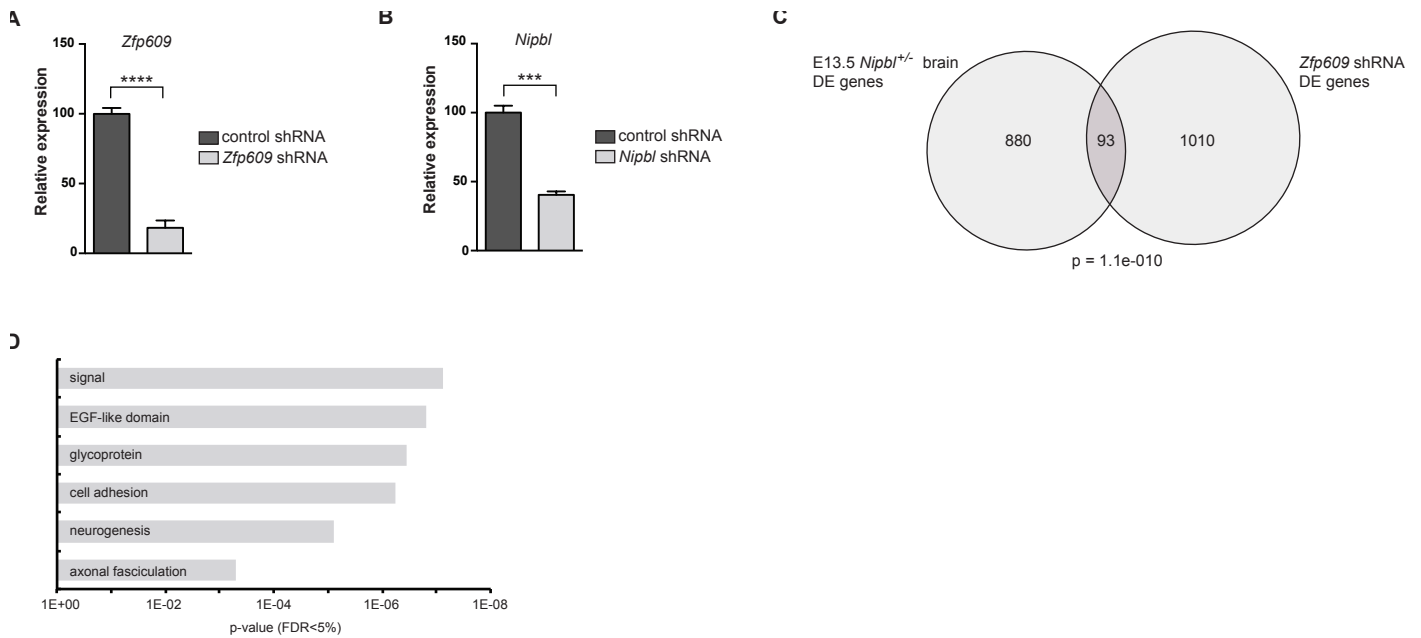 A
Zfp609
150
100
50
0
Relative expression
****
control shRNA
Zfp609 shRNA
B
Nipbl
150
100
50
0
Relative expression
***
control shRNA
Nipbl shRNA
C
E13.5 Nipbl+/- brain
DE genes
Zfp609 shRNA
DE genes
880
93
1010
p = 1.1e-010
D
signal
EGF-like domain
glycoprotein
cell adhesion
neurogenesis
axonal fasciculation
1E+00
1E-02
1E-04
1E-06
1E-08
p-value (FDR<5%)